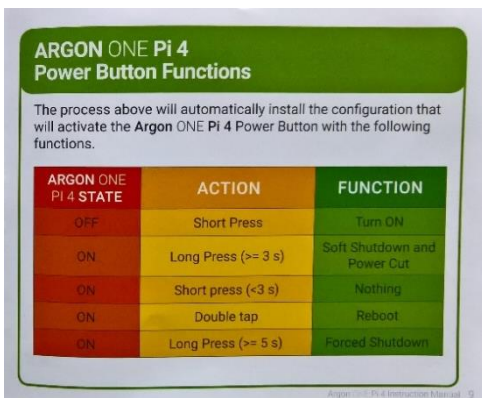 ARGON ONE Pi 4
Power Button Functions
The process above will automatically install the configuration that
will activate the Argon ONE Pi 4 Power Button with the following
functions.
ARGON ONE
PI 4 STATE
ACTION
FUNCTION
OFF
Short Press
Turn ON
ON
Long Press (>= 3 s)
Soft Shutdown and
Power Cut
ON
Short press (<3 s)
Nothing
ON
Double tap
Reboot
ON
Long Press (>= 5 s)
Forced Shutdown
Argon ONE Pi 4 Instruction Manual 9